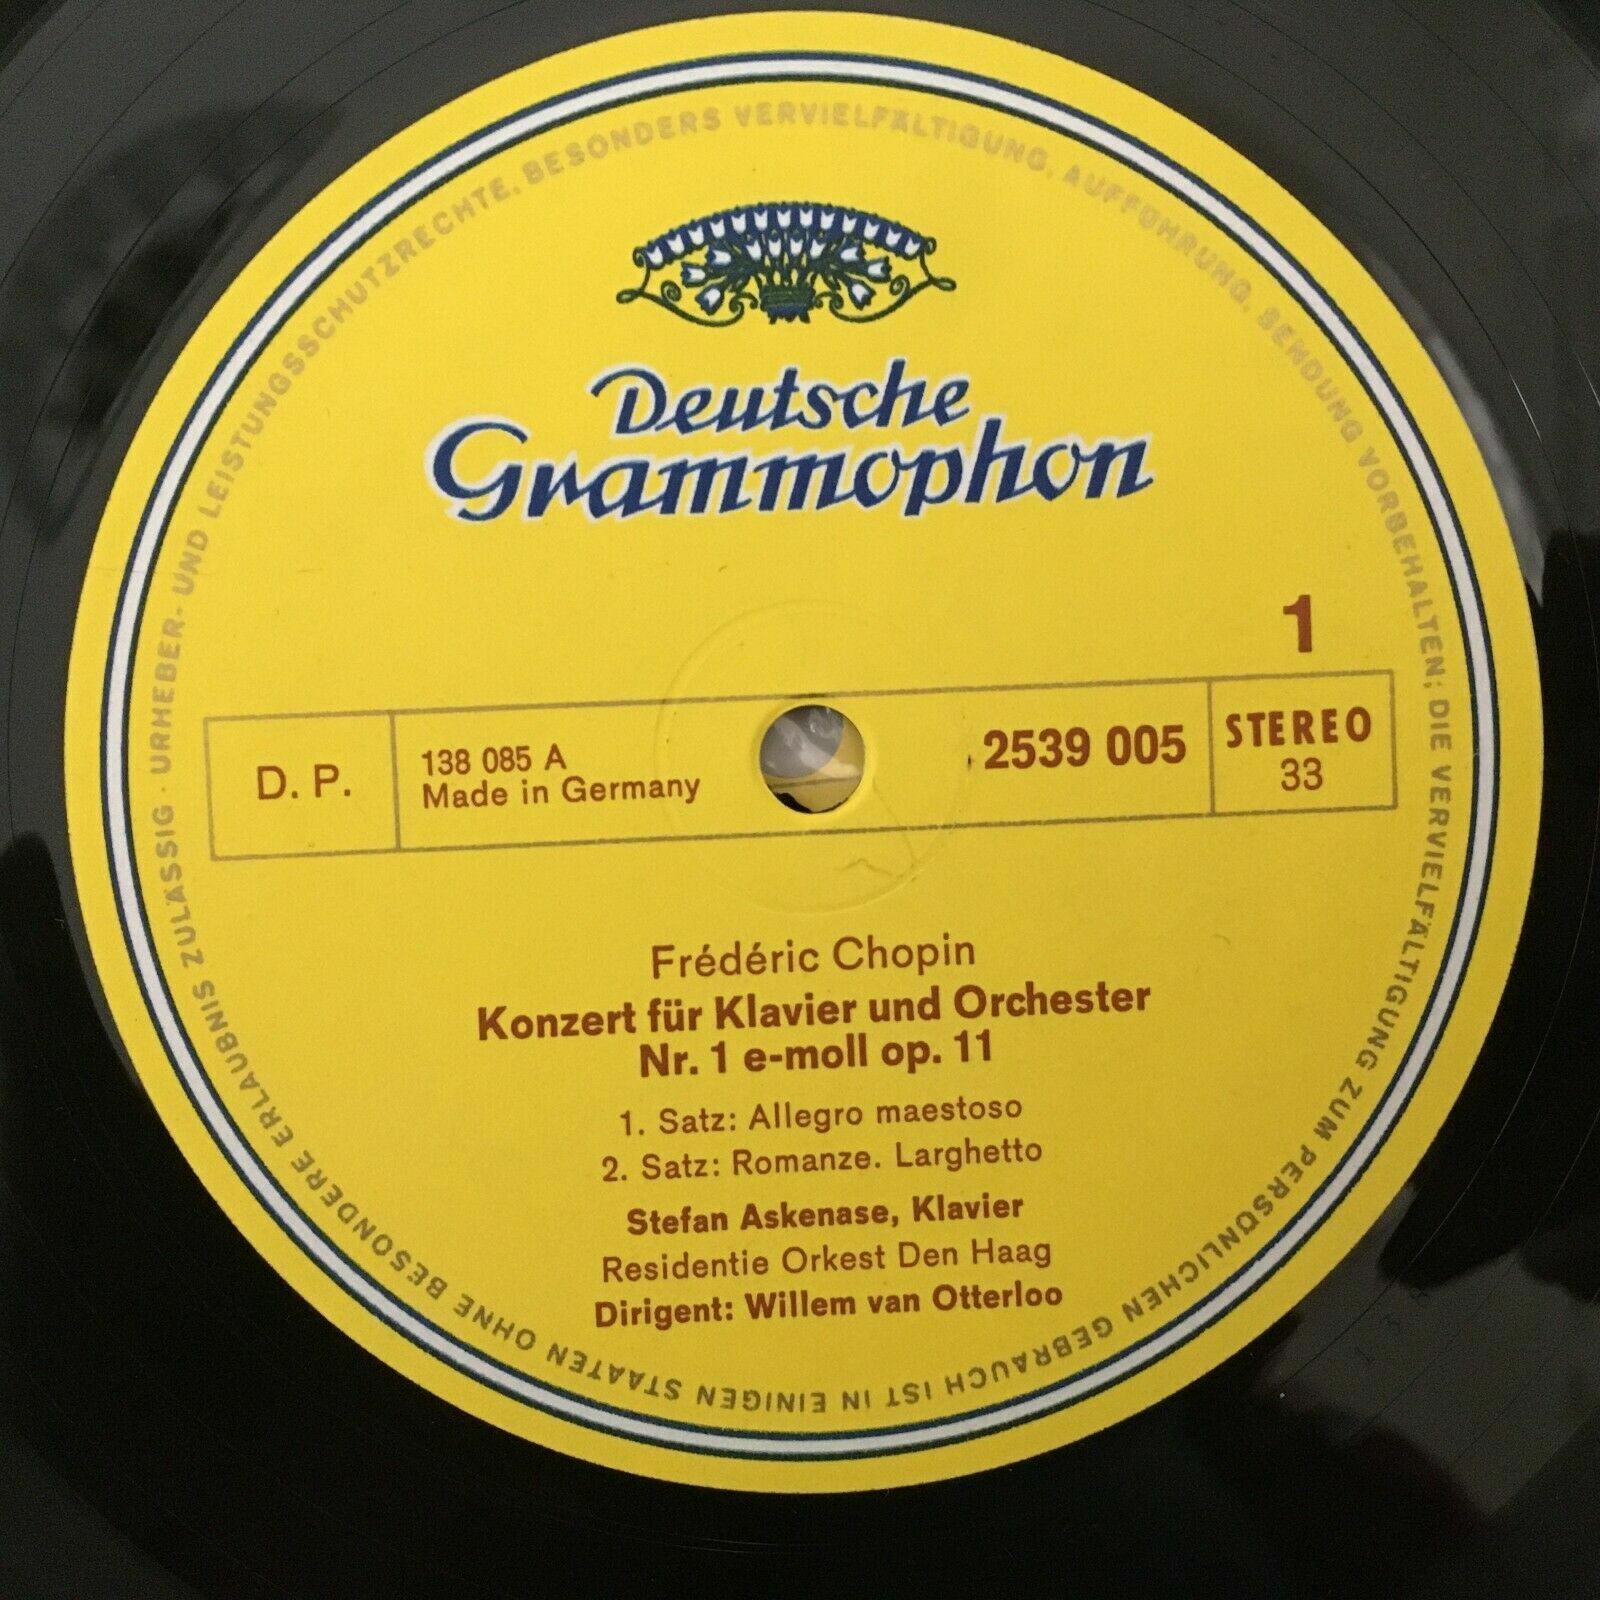 URHEBER- UND LEISTUNGSSCHUTZRECHTE, BESONDERS VERVIELFÄLTIGUNG, AUFFÜHRUNG, SENDUNG VORBEHALTEN; DIE VERVIELFÄLTIGUNG ZUM PERSÖNLICHEN GEBRAUCH IST IN EINIGEN STAATEN OHNE BESONDERE ERLAUBNIS ZULÄSSIG ·
Deutsche
Grammophon
1
D. P.
138 085 A
Made in Germany
2539 005
STEREO
33
Frédéric Chopin
Konzert für Klavier und Orchester
Nr. 1 e-moll op. 11
1. Satz: Allegro maestoso
2. Satz: Romanze. Larghetto
Stefan Askenase, Klavier
Residentie Orkest Den Haag
Dirigent: Willem van Otterloo